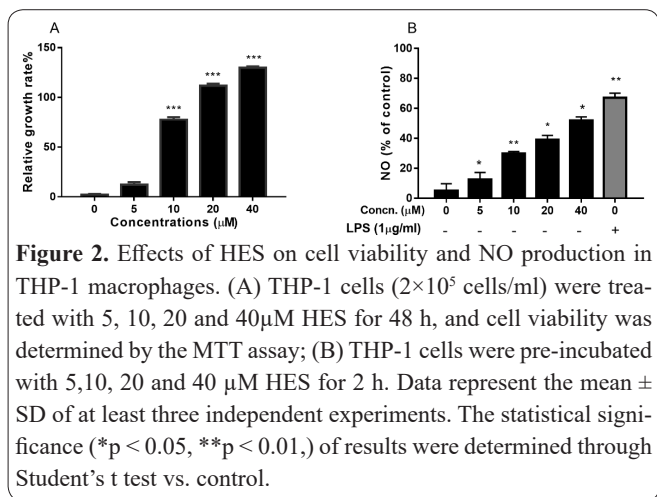 A
Relative growth rate%
150
100
50
0
***
***
***
0 5 10 20 40
Concentrations (μM)
B
NO (% of control)
100
80
60
40
20
0
*
**
*
*
**
Concn. (μM) 0 5 10 20 40 0
LPS (1μg/ml) - - - - - +
Figure 2. Effects of HES on cell viability and NO production in
THP-1 macrophages. (A) THP-1 cells (2×10⁵ cells/ml) were trea-
ted with 5, 10, 20 and 40μM HES for 48 h, and cell viability was
determined by the MTT assay; (B) THP-1 cells were pre-incubated
with 5,10, 20 and 40 μM HES for 2 h. Data represent the mean ±
SD of at least three independent experiments. The statistical signi-
ficance (*p < 0.05, **p < 0.01,) of results were determined through
Student's t test vs. control.